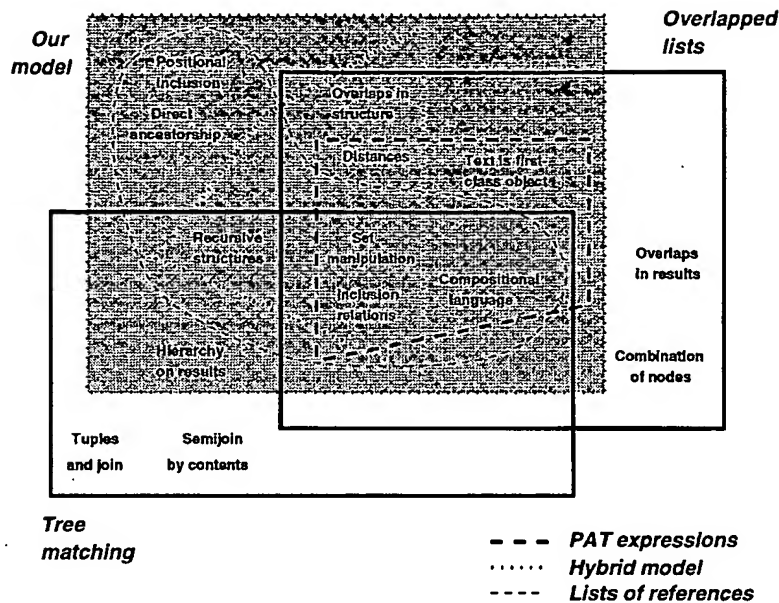 Our
model
Overlapped
lists
Positional
Inclusion
Direct
ancestorship
Overlaps in
structure
Distances
Text is first
class object
Recursive
structures
Set
manipulation
Inclusion
relations
Compositional
language
Overlaps
in results
Hierarchy
on results
Combination
of nodes
Tuples
and join
Semijoin
by contents
Tree
matching
PAT expressions
Hybrid model
Lists of references